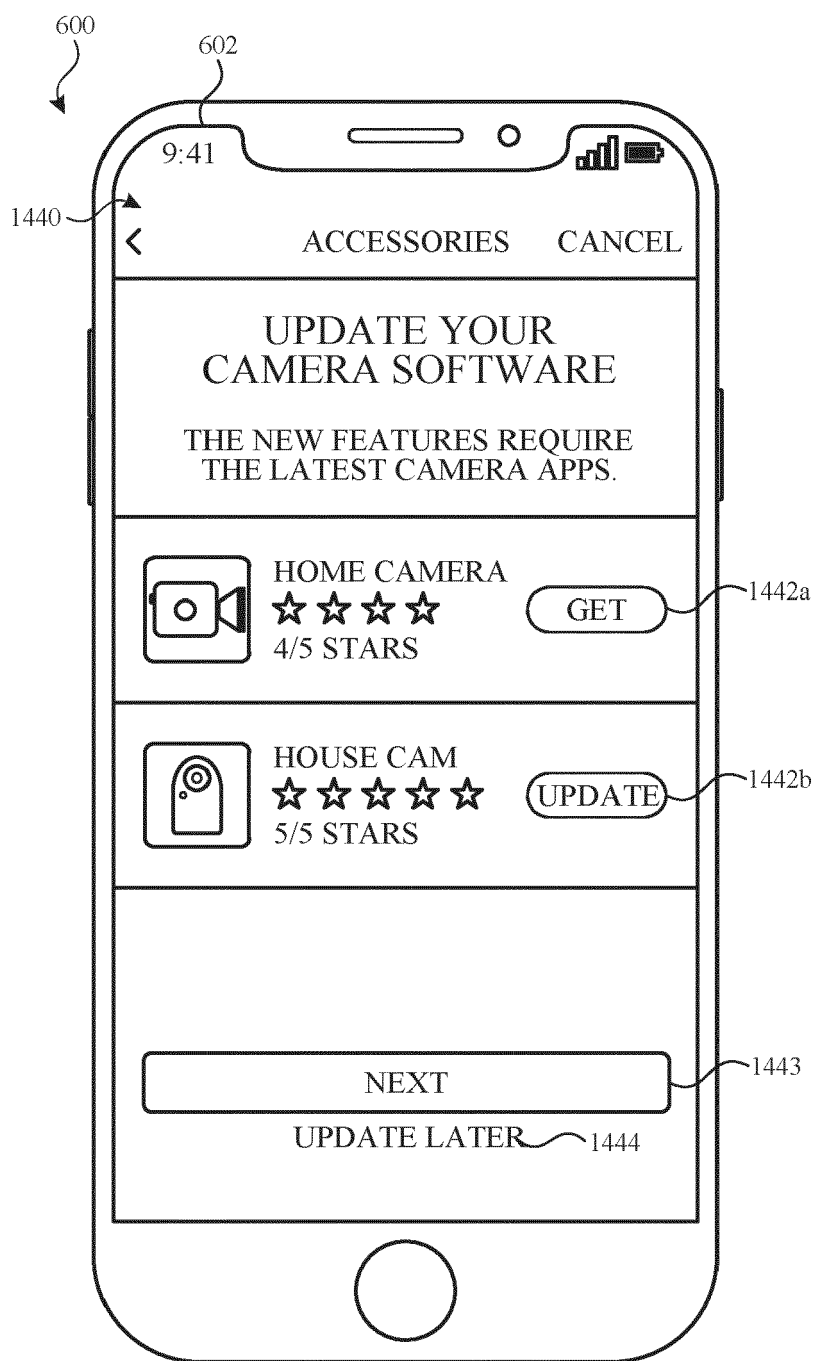 600
602
9:41
1440
< ACCESSORIES CANCEL
UPDATE YOUR
CAMERA SOFTWARE
THE NEW FEATURES REQUIRE
THE LATEST CAMERA APPS.
HOME CAMERA
4/5 STARS
GET
1442a
HOUSE CAM
5/5 STARS
UPDATE
1442b
NEXT
1443
UPDATE LATER
1444